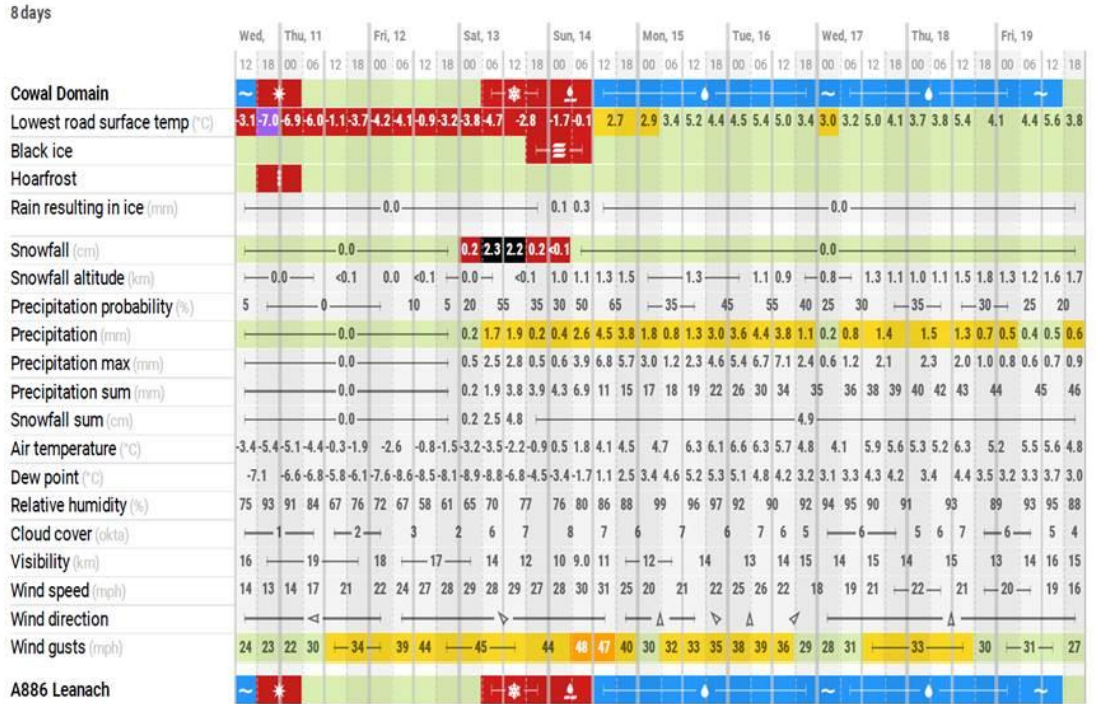 8 days
Wed, Thu, 11 Fri, 12 Sat, 13 Sun, 14 Mon, 15 Tue, 16 Wed, 17 Thu, 18 Fri, 19
12 18 00 06 12 18 00 06 12 18 00 06 12 18 00 06 12 18 00 06 12 18 00 06 12 18 00 06 12 18 00 06 12 18 00 06 12 18
Cowal Domain
Lowest road surface temp (°C) -3.1 -7.0 -6.9 -6.0 -1.1 -3.7 -4.2 -4.1 -0.9 -3.2 -3.8 -4.7 -2.8 -1.7 -0.1 2.7 2.9 3.4 5.2 4.4 4.5 5.4 5.0 3.4 3.0 3.2 5.0 4.1 3.7 3.8 5.4 4.1 4.4 5.6 3.8
Black ice
Hoarfrost
Rain resulting in ice (mm) 0.0 0.1 0.3 0.0
Snowfall (cm) 0.0 0.2 2.3 2.2 0.2 <0.1 0.0
Snowfall altitude (km) 0.0 <0.1 0.0 <0.1 0.0 <0.1 1.0 1.1 1.3 1.5 1.3 1.1 0.9 0.8 1.3 1.1 1.0 1.1 1.5 1.8 1.3 1.2 1.6 1.7
Precipitation probability (%) 5 0 10 5 20 55 35 30 50 65 35 45 55 40 25 30 35 30 25 20
Precipitation (mm) 0.0 0.2 1.7 1.9 0.2 0.4 2.6 4.5 3.8 1.8 0.8 1.3 3.0 3.6 4.4 3.8 1.1 0.2 0.8 1.4 1.5 1.3 0.7 0.5 0.4 0.5 0.6
Precipitation max (mm) 0.0 0.5 2.5 2.8 0.5 0.6 3.9 6.8 5.7 3.0 1.2 2.3 4.6 5.4 6.7 7.1 2.4 0.6 1.2 2.1 2.3 2.0 1.0 0.8 0.6 0.7 0.9
Precipitation sum (mm) 0.0 0.2 1.9 3.8 3.9 4.3 6.9 11 15 17 18 19 22 26 30 34 35 36 38 39 40 42 43 44 45 46
Snowfall sum (cm) 0.0 0.2 2.5 4.8 4.9
Air temperature (°C) -3.4 -5.4 -5.1 -4.4 -0.3 -1.9 -2.6 -0.8 -1.5 -3.2 -3.5 -2.2 -0.9 0.5 1.8 4.1 4.5 4.7 6.3 6.1 6.6 6.3 5.7 4.8 4.1 5.9 5.6 5.3 5.2 6.3 5.2 5.5 5.6 4.8
Dew point (°C) -7.1 -6.6 -6.8 -5.8 -6.1 -7.6 -8.6 -8.5 -8.1 -8.9 -8.8 -6.8 -4.5 -3.4 -1.7 1.1 2.5 3.4 4.6 5.2 5.3 5.1 4.8 4.2 3.2 3.1 3.3 4.3 4.2 3.4 4.4 3.5 3.2 3.3 3.7 3.0
Relative humidity (%) 75 93 91 84 67 76 72 67 58 61 65 70 77 76 80 86 88 99 96 97 92 90 92 94 95 90 91 93 89 93 95 88
Cloud cover (okta) 1 2 3 2 6 7 8 7 6 7 6 7 6 5 6 5 6 7 6 5 4
Visibility (km) 16 19 18 17 14 12 10 9.0 11 12 14 13 14 15 14 15 14 15 13 14 16 15
Wind speed (mph) 14 13 14 17 21 22 24 27 28 29 28 29 27 28 30 31 25 20 21 22 25 26 22 18 19 21 22 21 20 19 16
Wind direction
Wind gusts (mph) 24 23 22 30 34 39 44 45 44 48 47 40 30 32 33 35 38 39 36 29 28 31 33 30 31 27
A886 Leanach